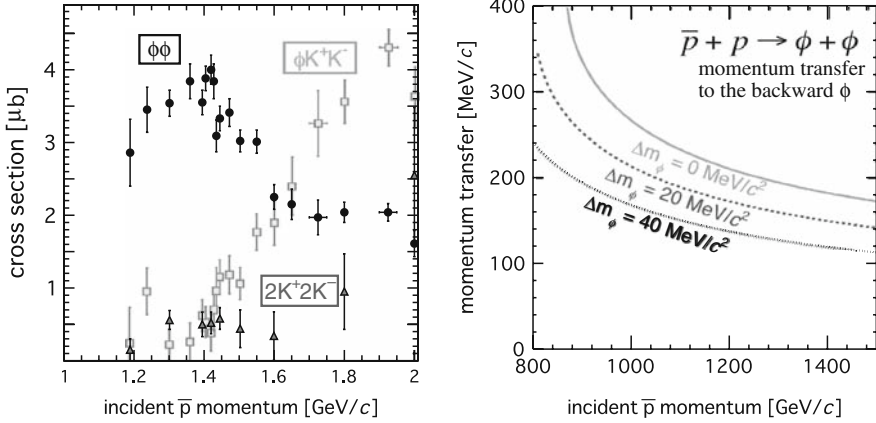 cross section [μb]
4
3
2
1
ϕϕ
ϕK⁺K⁻
2K⁺2K⁻
1
1.2
1.4
1.6
1.8
2
incident p̅ momentum [GeV/c]
momentum transfer [MeV/c]
400
300
200
100
0
p̅ + p → ϕ + ϕ
momentum transfer
to the backward ϕ
Δm_ϕ = 0 MeV/c²
Δm_ϕ = 20 MeV/c²
Δm_ϕ = 40 MeV/c²
800
1000
1200
1400
incident p̅ momentum [MeV/c]